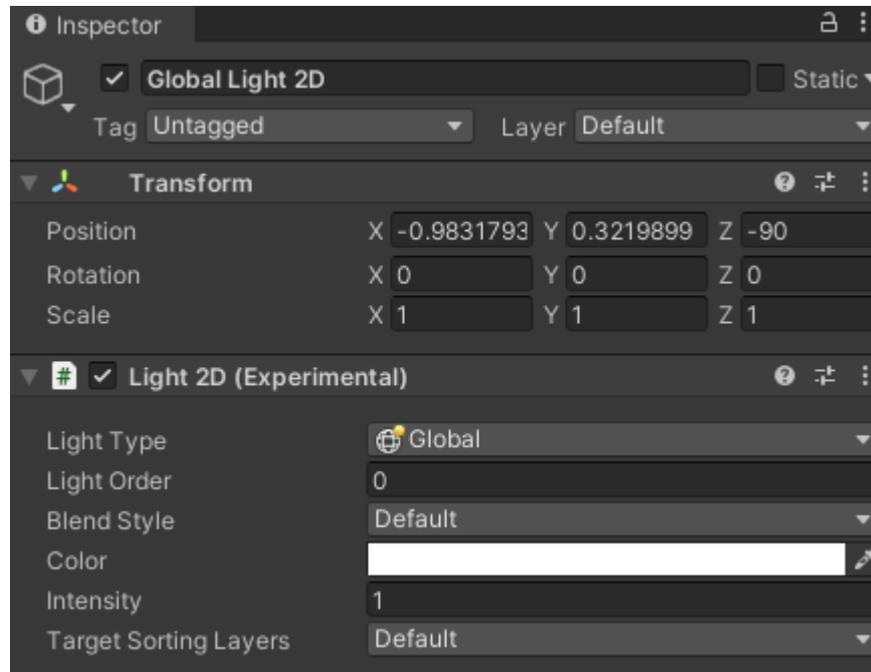 Inspector
Global Light 2D Static
Tag Untagged Layer Default
Transform
Position X -0.9831793 Y 0.3219899 Z -90
Rotation X 0 Y 0 Z 0
Scale X 1 Y 1 Z 1
# Light 2D (Experimental)
Light Type Global
Light Order 0
Blend Style Default
Color
Intensity 1
Target Sorting Layers Default